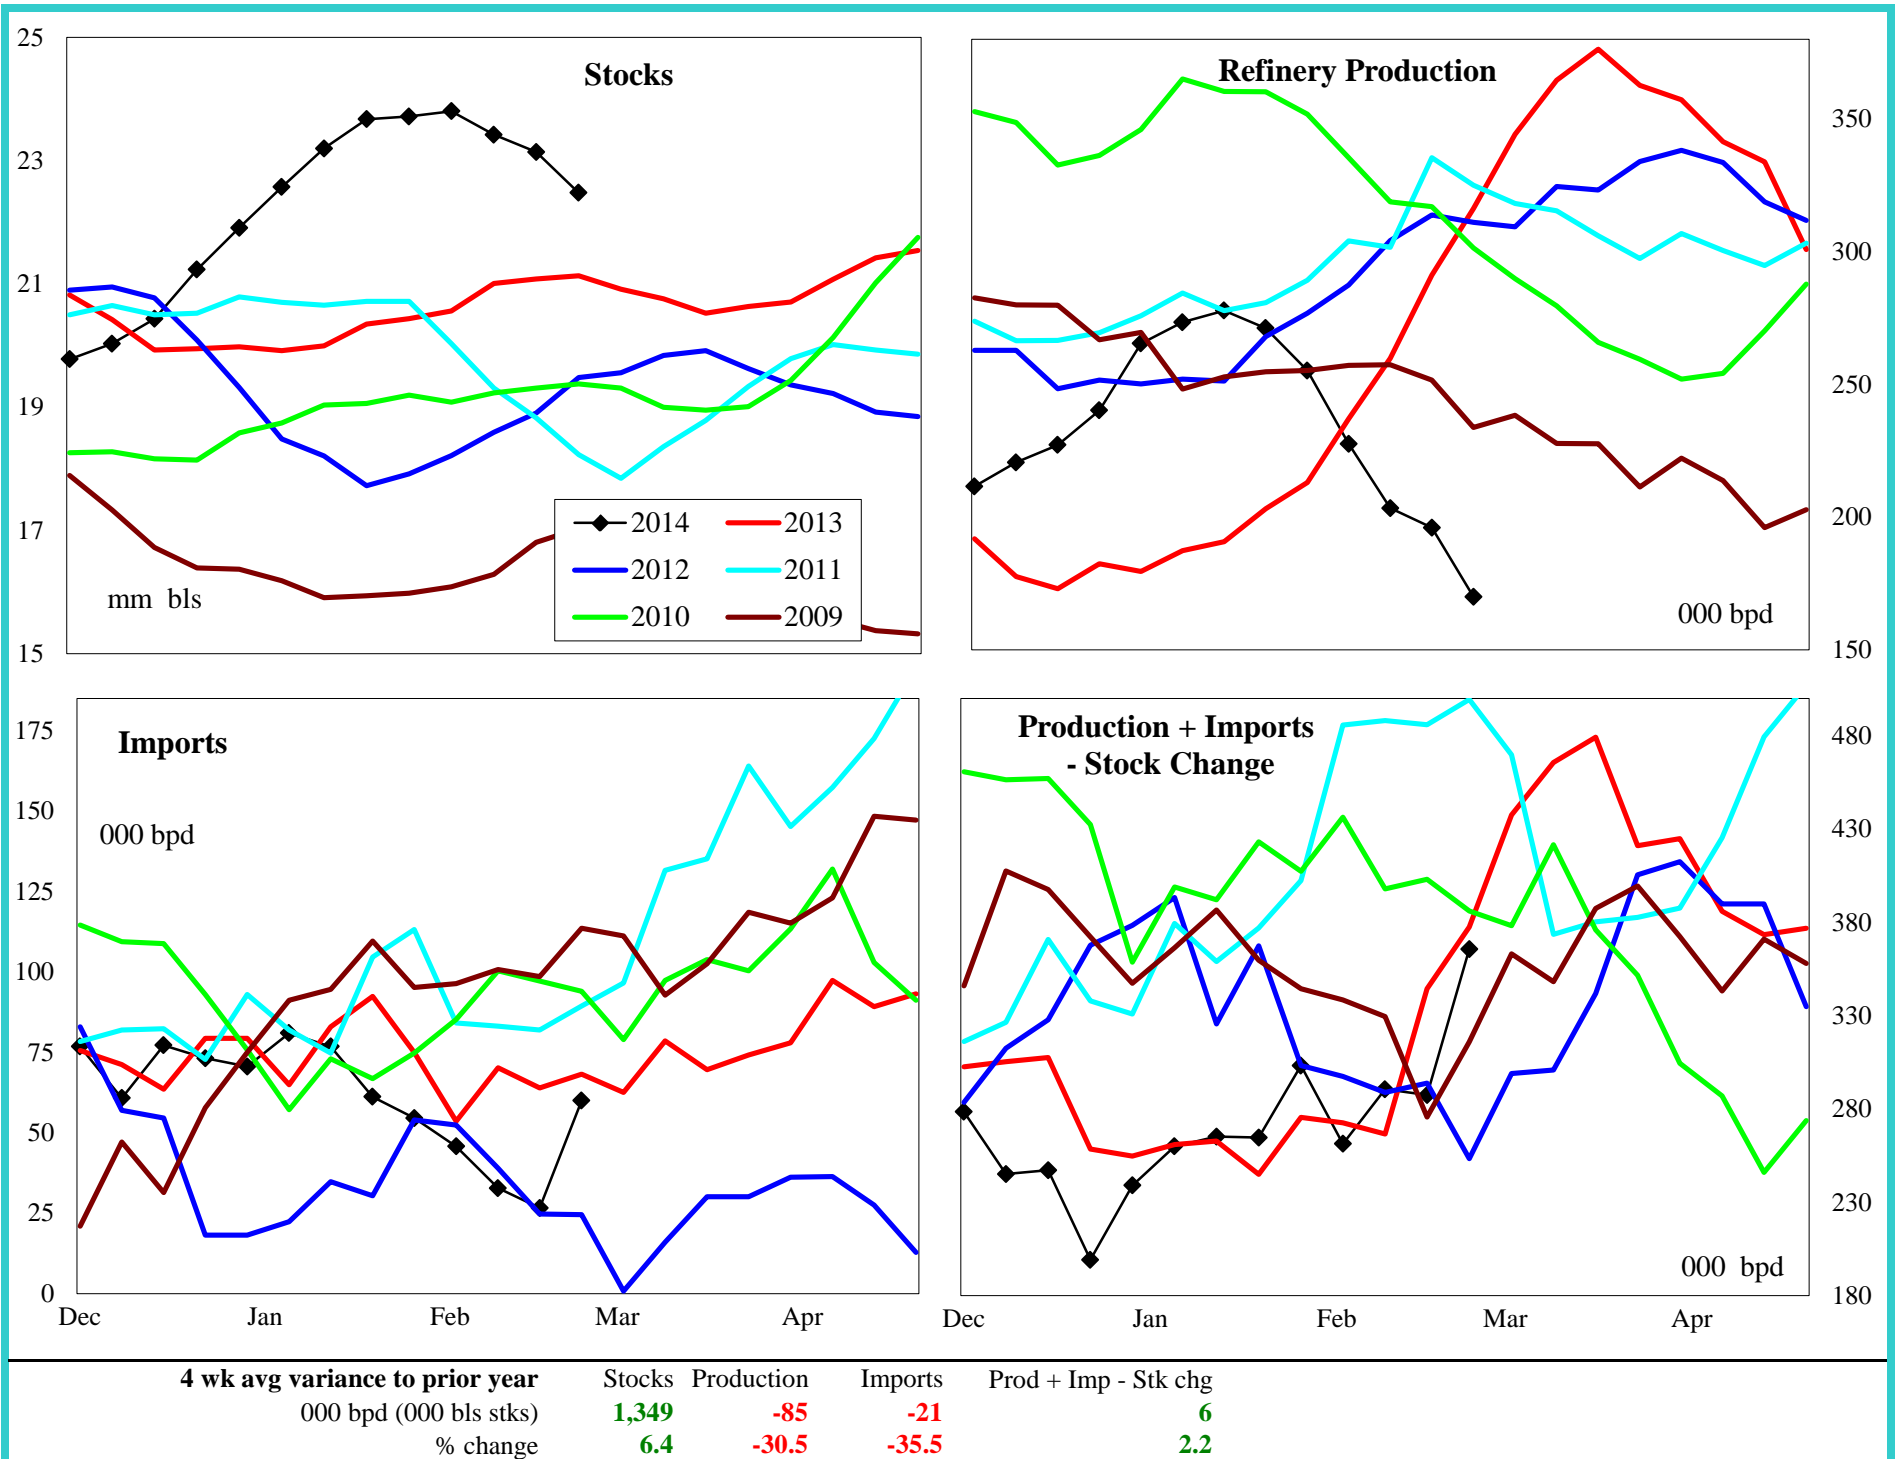 Stocks
25
23
21
19
17
15
mm bls
2014
2013
2012
2011
2010
2009
Refinery Production
350
300
250
200
150
000 bpd
Imports
000 bpd
175
150
125
100
75
50
25
0
Dec Jan Feb Mar Apr
Production + Imports
- Stock Change
480
430
380
330
280
230
180
000 bpd
Dec Jan Feb Mar Apr
4 wk avg variance to prior year Stocks Production Imports Prod + Imp - Stk chg
000 bpd (000 bls stks) 1,349 -85 -21 6
% change 6.4 -30.5 -35.5 2.2